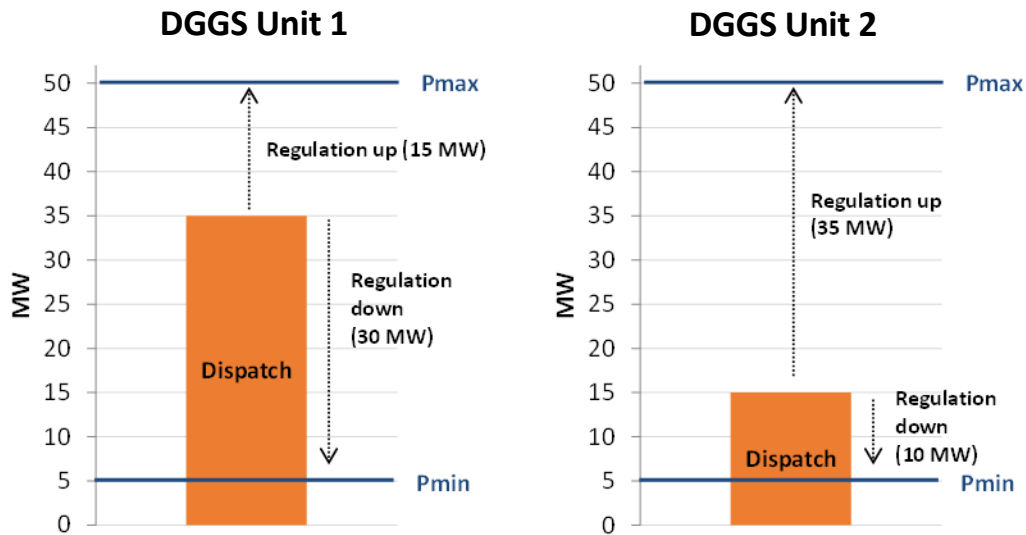 DGGS Unit 1
50
45
40
35
30
25
20
15
10
5
0
MW
Pmax
Regulation up (15 MW)
Regulation
down
(30 MW)
Dispatch
Pmin
DGGS Unit 2
50
45
40
35
30
25
20
15
10
5
0
MW
Pmax
Regulation up
(35 MW)
Regulation
down
(10 MW)
Dispatch
Pmin